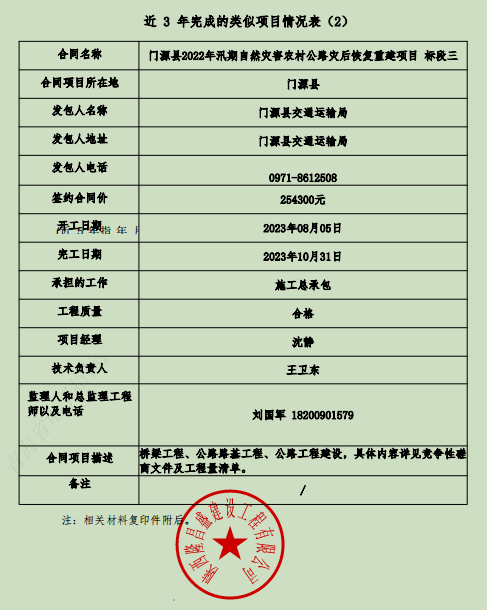 近 3 年完成的类似项目情况表（2）
合同名称 门源县2022年汛期自然灾害农村公路灾后恢复重建项目 标段三
合同项目所在地 门源县
发包人名称 门源县交通运输局
发包人地址 门源县交通运输局
发包人电话 0971-8612508
签约合同价 254300元
开工日期 2023年08月05日
完工日期 2023年10月31日
承担的工作 施工总承包
工程质量 合格
项目经理 沈静
技术负责人 王卫东
监理人和总监理工程
师以及电话 刘国军 18200901579
合同项目描述 桥梁工程、公路路基工程、公路工程建设，具体内容详见竞争性磋
商文件及工程量清单。
备注 /
注：相关材料复印件附后。
昌盛建设工程有限公司